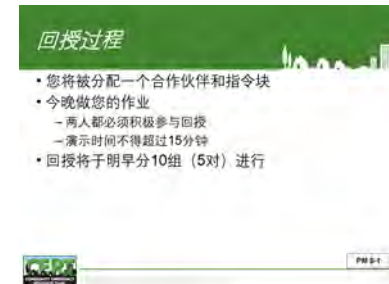 回授过程
• 您将被分配一个合作伙伴和指令块
• 今晚做您的作业
– 两人都必须积极参与回授
– 演示时间不得超过15分钟
• 回授将于明早分10组（5对）进行
CERT